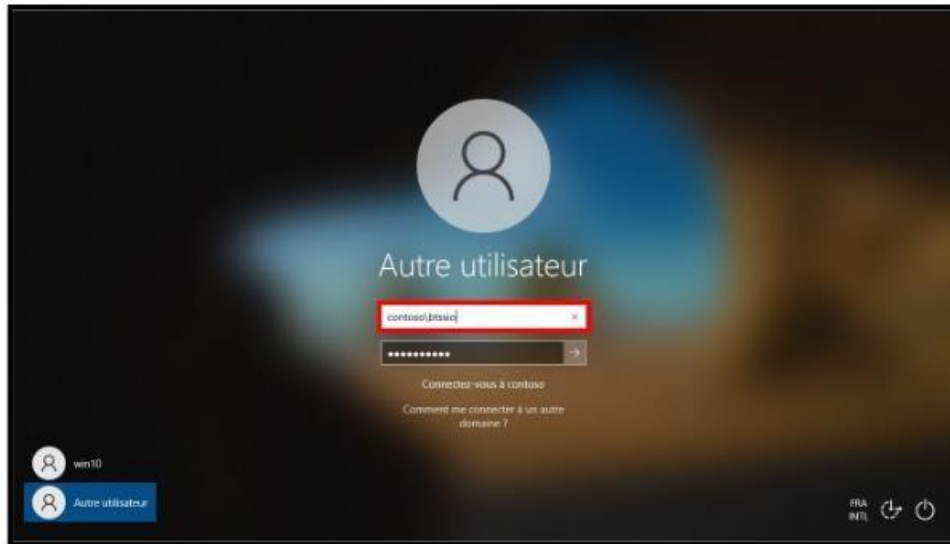 Autre utilisateur
contoso\btssio
Connectez-vous à contoso
Comment me connecter à un autre
domaine ?
win10
Autre utilisateur
FRA
INTL